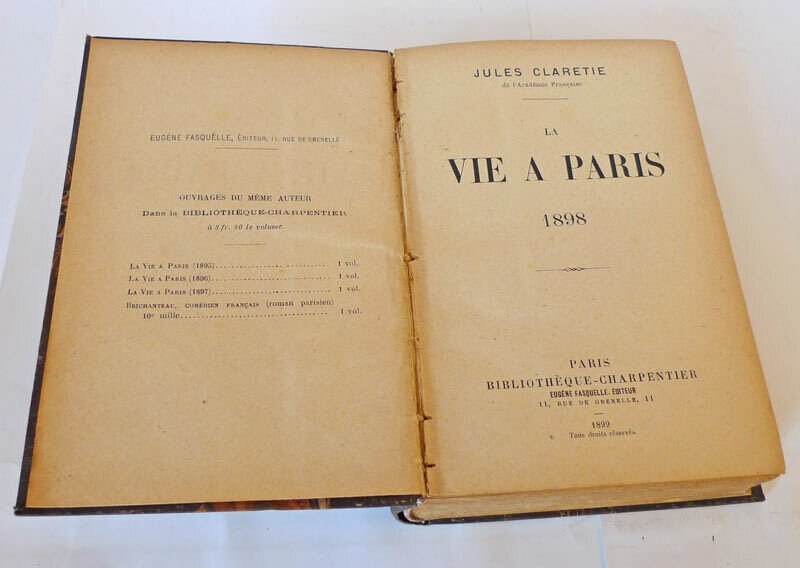 EUGÈNE FASQUELLE, ÉDITEUR, 11, RUE DE GRENELLE
OUVRAGES DU MÊME AUTEUR
Dans la BIBLIOTHÈQUE-CHARPENTIER
à 3 fr. 50 le volume.
LA VIE A PARIS (1895)........................ 1 vol.
LA VIE A PARIS (1896)........................ 1 vol.
LA VIE A PARIS (1897)........................ 1 vol.
BRICHANTEAU, COMÉDIEN FRANÇAIS (roman parisien)
10e mille.............................. 1 vol.
JULES CLARETIE
de l'Académie Française
LA
VIE A PARIS
1898
PARIS
BIBLIOTHÈQUE-CHARPENTIER
EUGÈNE FASQUELLE, ÉDITEUR
11, RUE DE GRENELLE, 11
1899
Tous droits réservés.